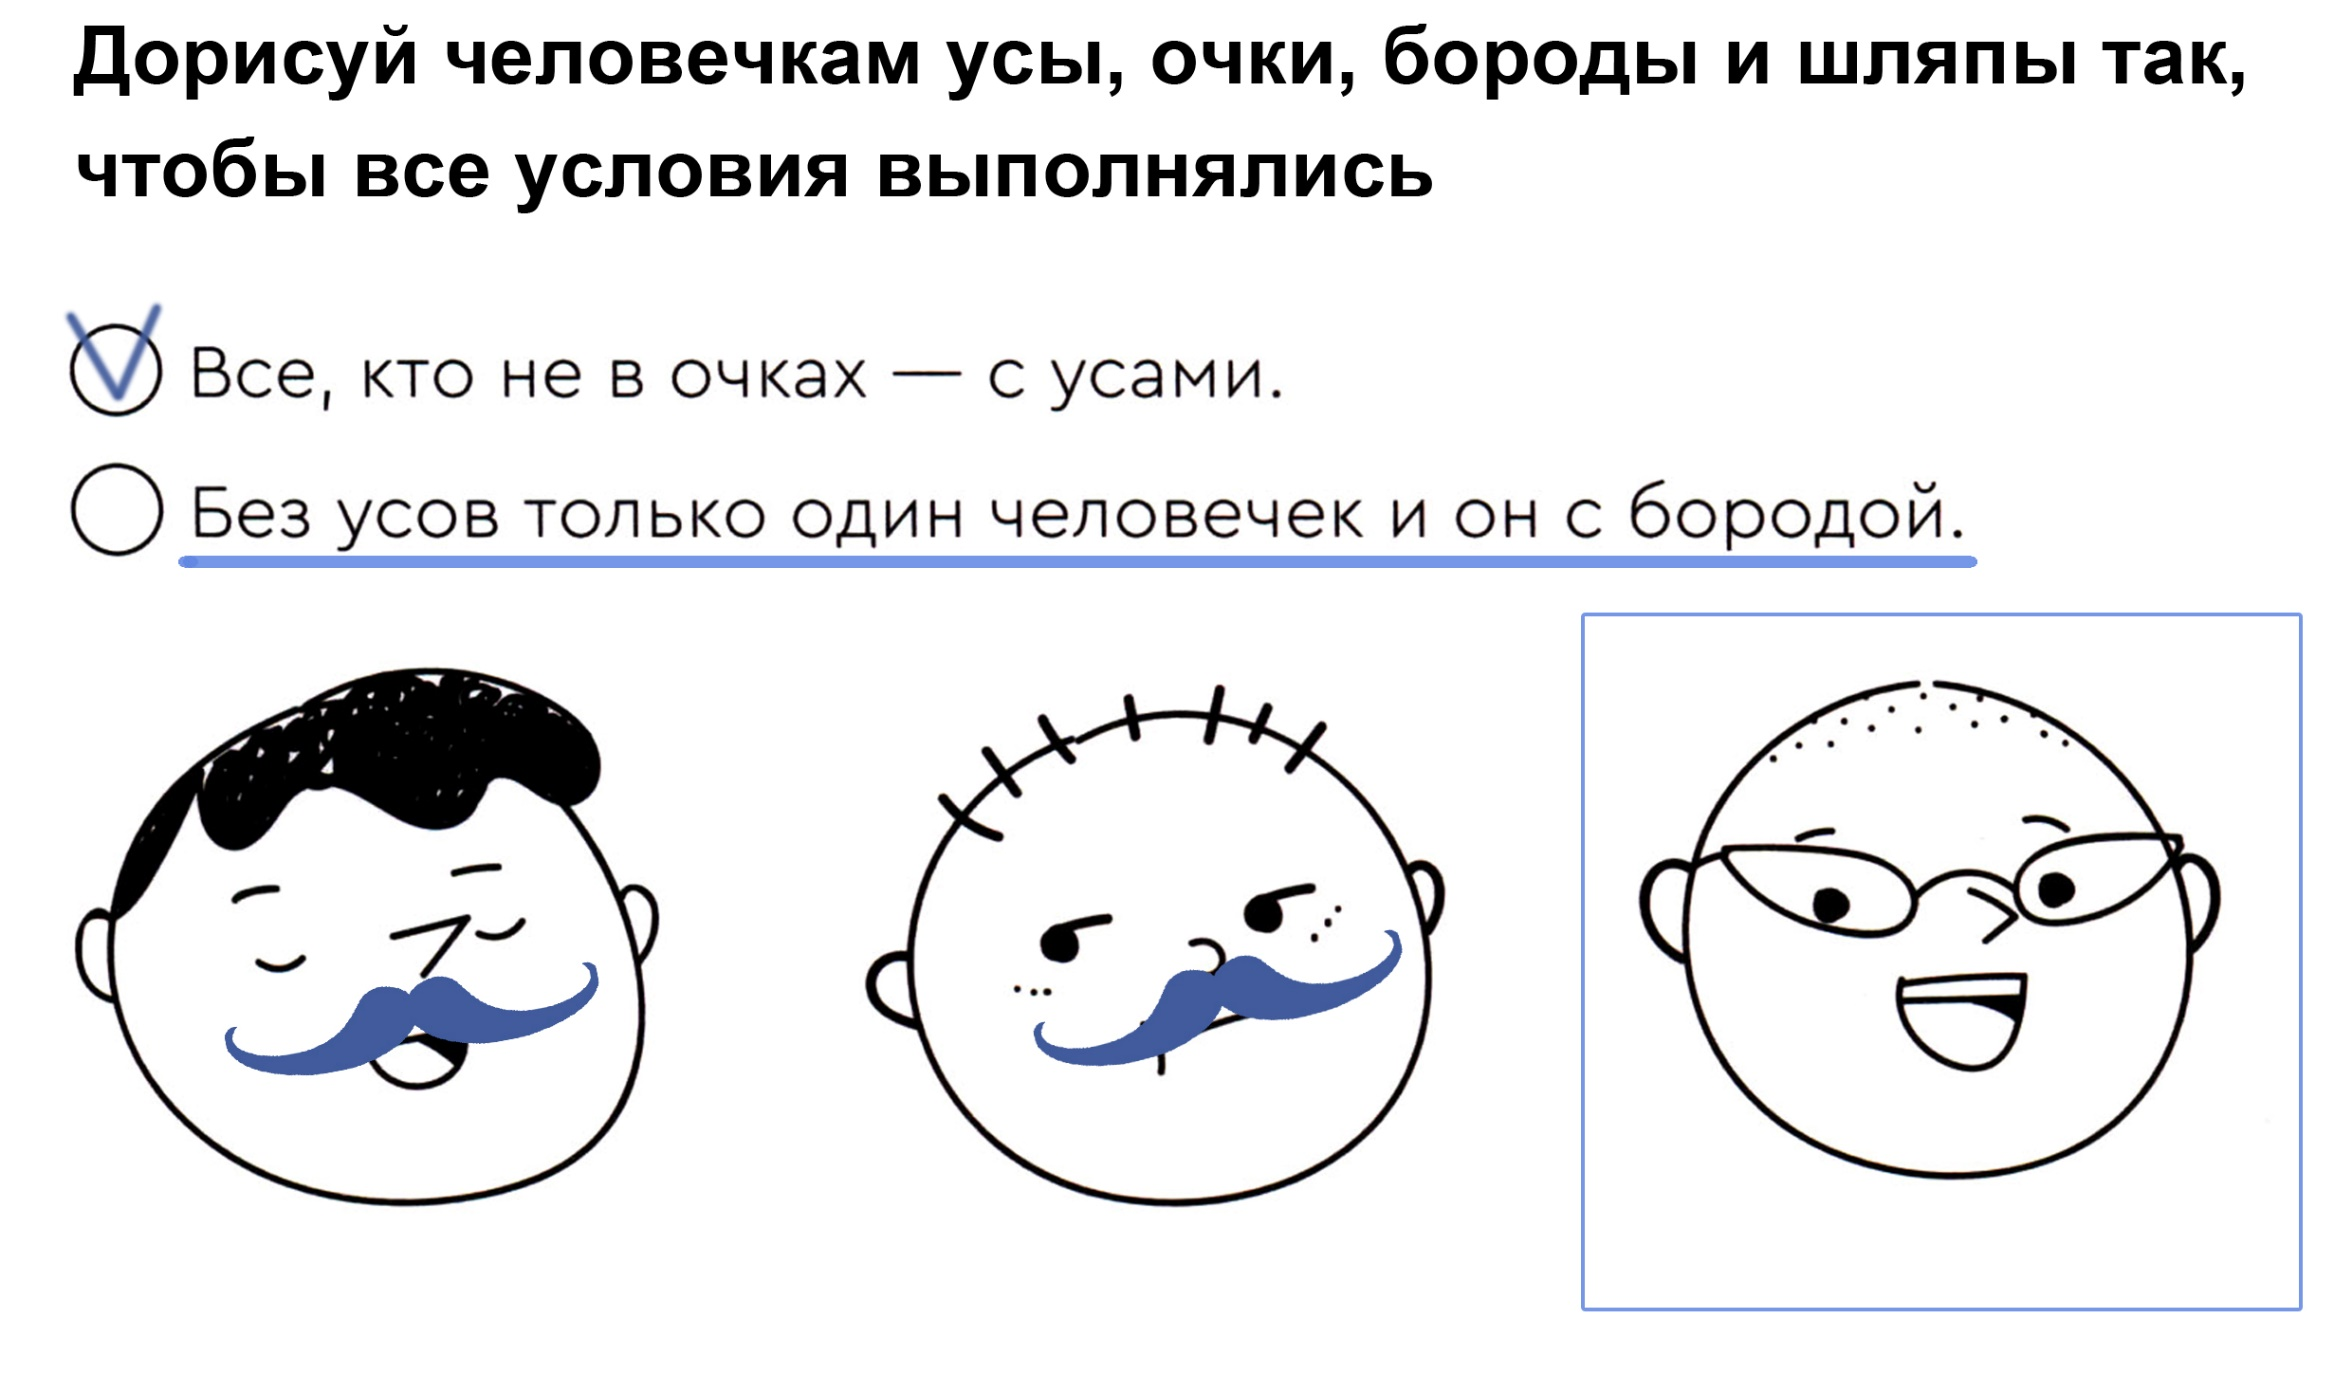 Дорисуй человечкам усы, очки, бороды и шляпы так,
чтобы все условия выполнялись
Все, кто не в очках — с усами.
Без усов только один человечек и он с бородой.